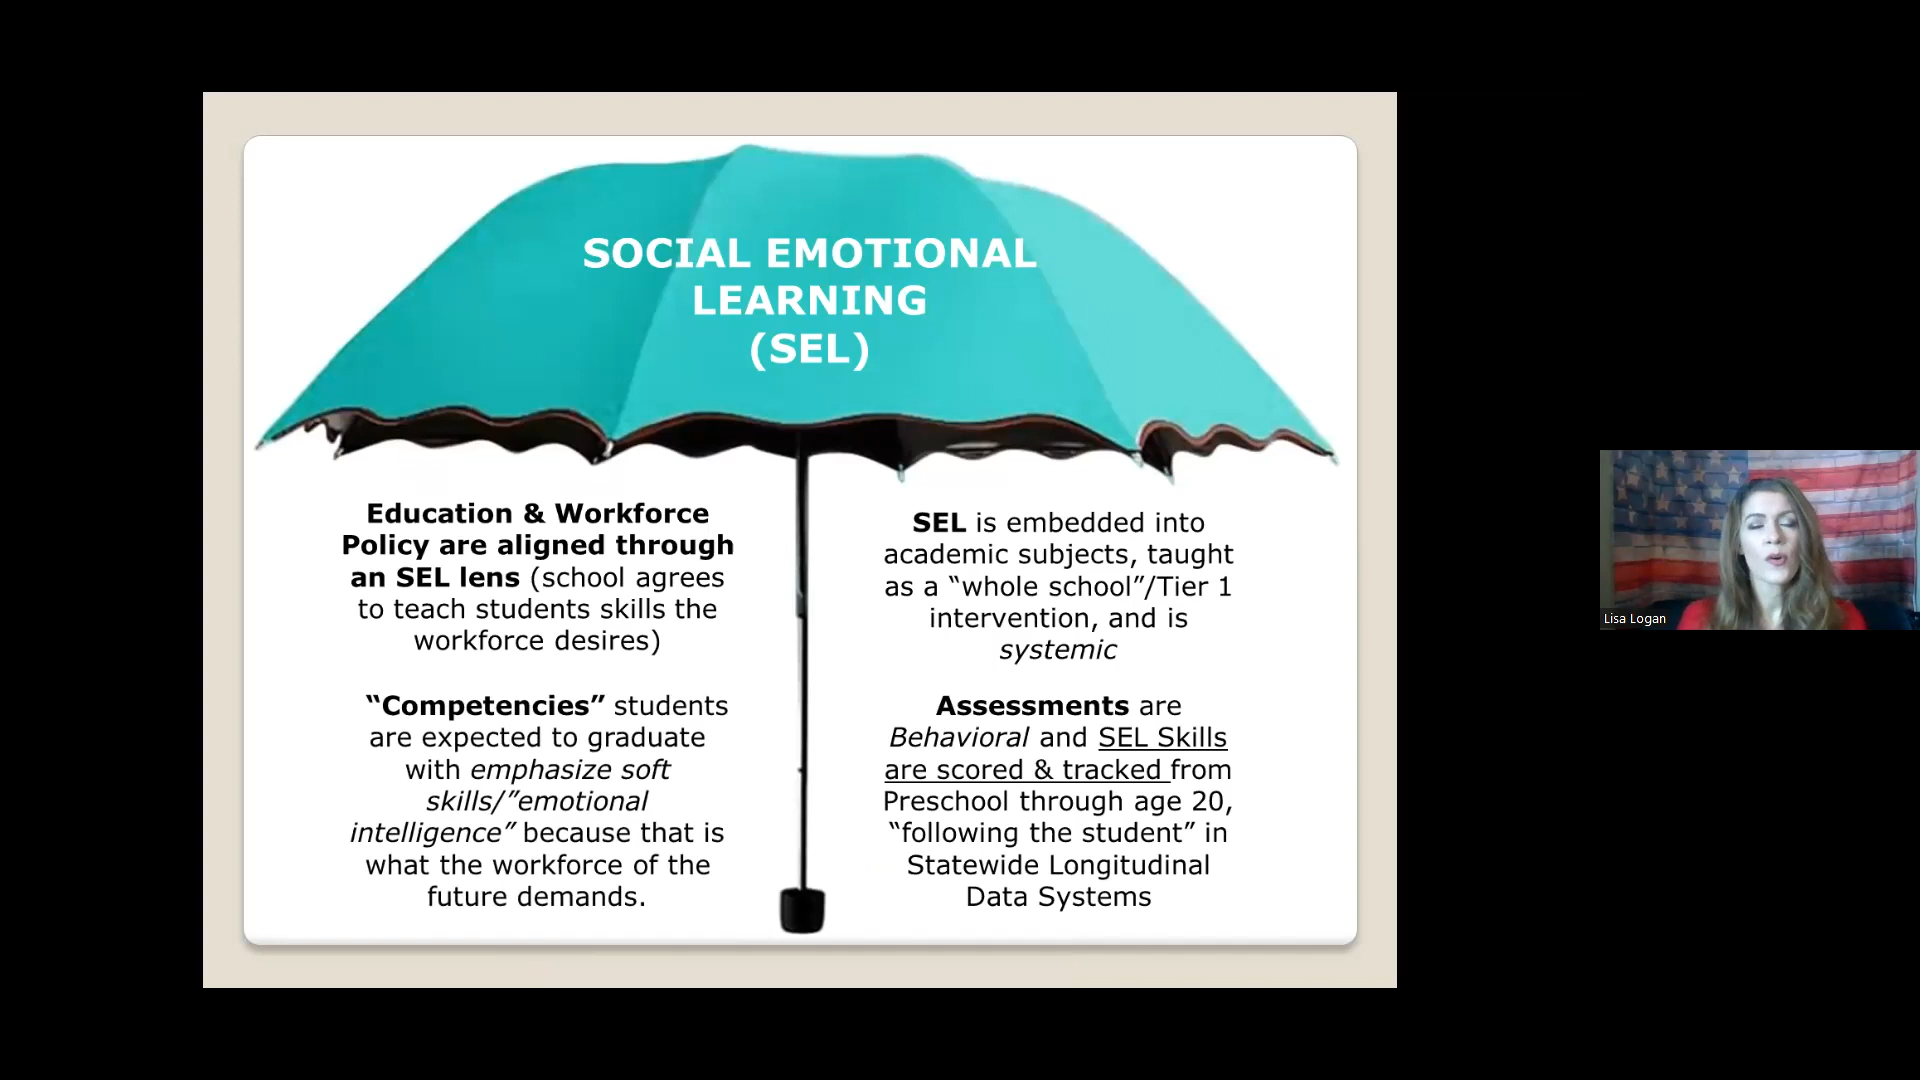 SOCIAL EMOTIONAL
LEARNING
(SEL)
Education & Workforce
Policy are aligned through
an SEL lens (school agrees
to teach students skills the
workforce desires)
“Competencies” students
are expected to graduate
with emphasize soft
skills/”emotional
intelligence” because that is
what the workforce of the
future demands.
SEL is embedded into
academic subjects, taught
as a “whole school”/Tier 1
intervention, and is
systemic
Assessments are
Behavioral and SEL Skills
are scored & tracked from
Preschool through age 20,
“following the student” in
Statewide Longitudinal
Data Systems
Lisa Logan